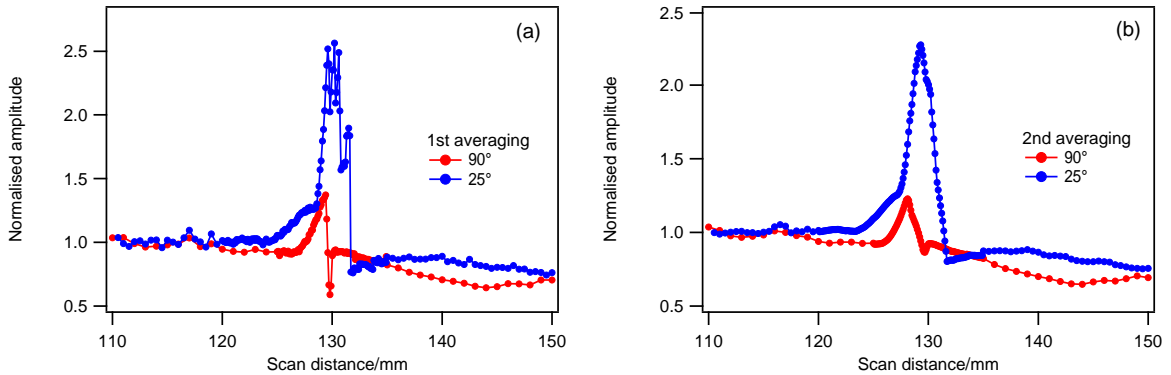 (a)
Normalised amplitude
2.5
2.0
1.5
1.0
0.5
1st averaging
90°
25°
110 120 130 140 150
Scan distance/mm
(b)
Normalised amplitude
2.5
2.0
1.5
1.0
0.5
2nd averaging
90°
25°
110 120 130 140 150
Scan distance/mm